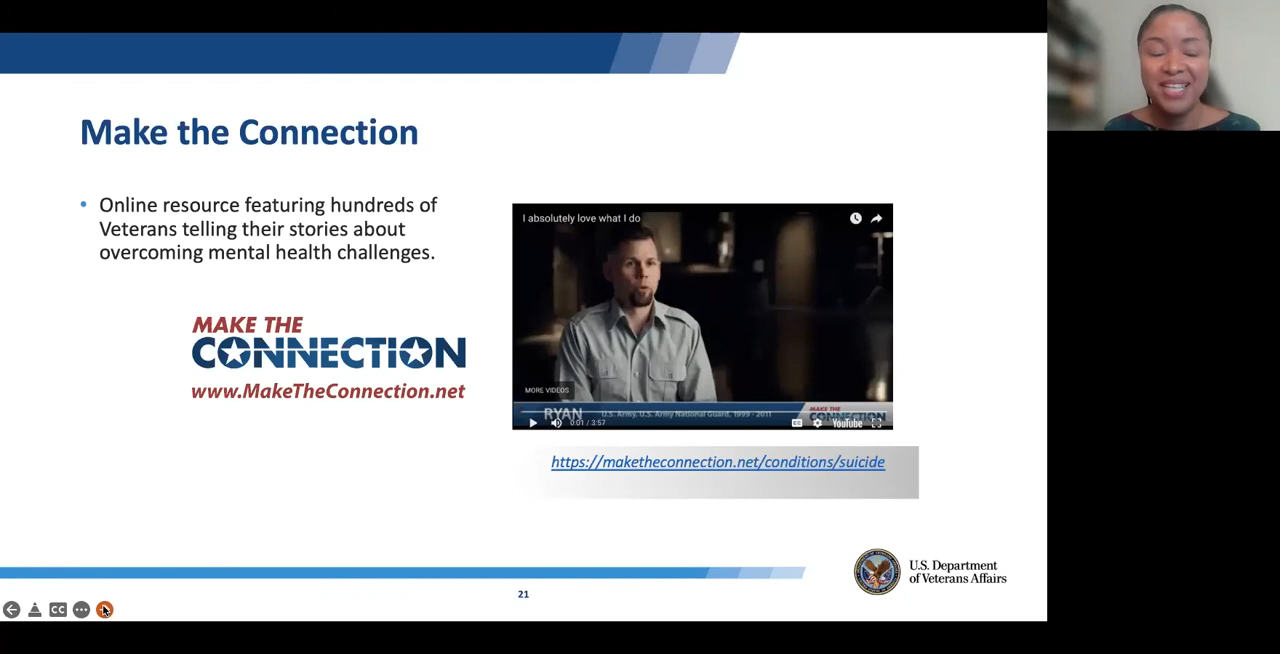 Make the Connection
• Online resource featuring hundreds of
Veterans telling their stories about
overcoming mental health challenges.
MAKE THE
CONNECTION
www.MakeTheConnection.net
I absolutely love what I do
MORE VIDEOS
RYAN U.S. Army, U.S. Army National Guard, 1999 - 2011
MAKE THE
CONNECTION
0:01 / 3:57
CC
YouTube
https://maketheconnection.net/conditions/suicide
U.S. Department
of Veterans Affairs
21
CC